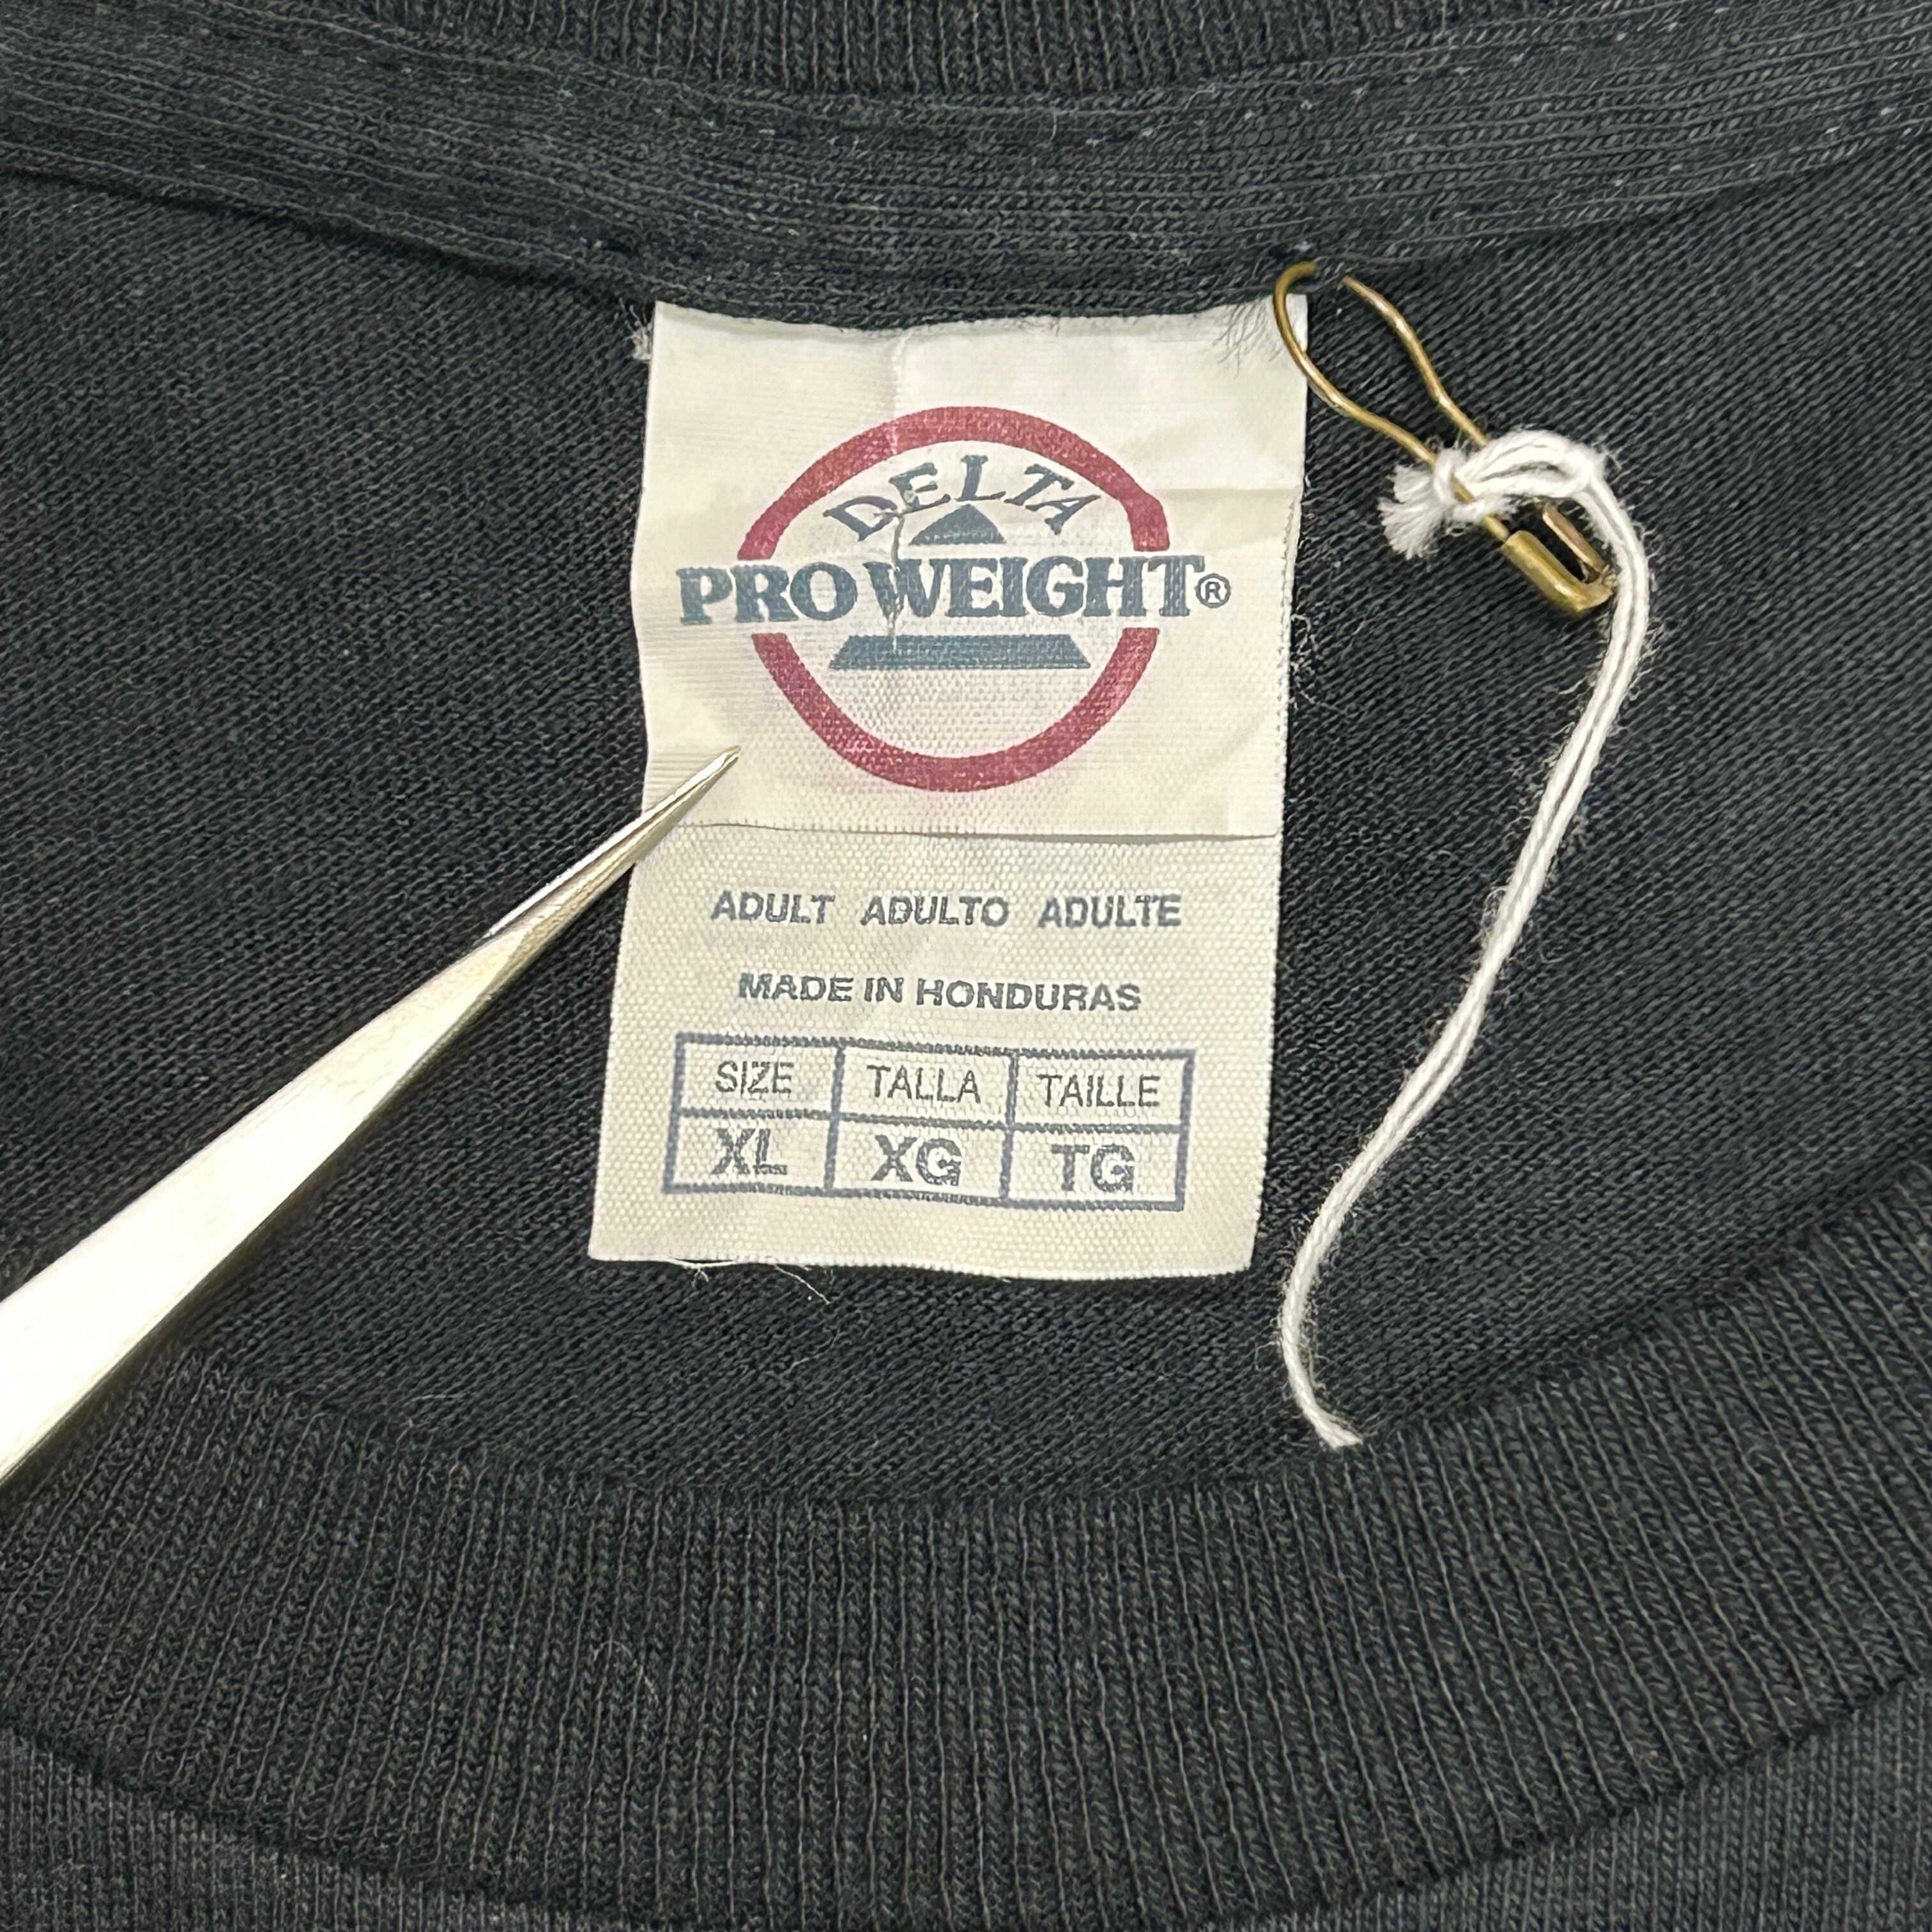 DELTA
PRO WEIGHT®
ADULT ADULTO ADULTE
MADE IN HONDURAS
SIZE TALLA TAILLE
XL XG TG